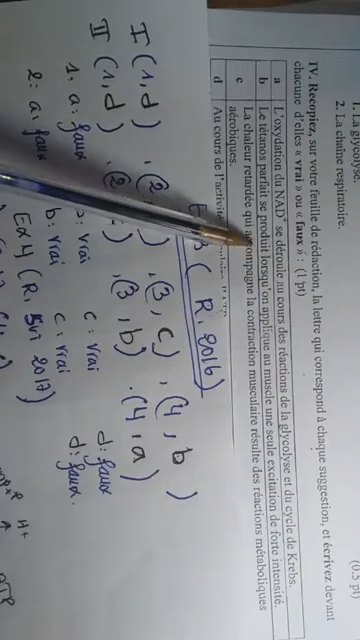 1. La glycolyse.
2. La chaîne respiratoire.
(0.5 pt)
IV. Recopiez, sur votre feuille de rédaction, la lettre qui correspond à chaque suggestion, et écrivez devant
chacune d'elles « vrai » ou « faux » : (1pt)
a L'oxydation du NAD⁺ se déroule au cours des réactions de la glycolyse et du cycle de Krebs.
b Le tétanos parfait se produit lorsqu'on applique au muscle une seule excitation de forte intensité.
c La chaleur retardée qui accompagne la contraction musculaire résulte des réactions métaboliques
aérobiques.
d Au cours de l'activité
(R. 2016)
I (1,d) , (2, ) , (3, c) , (4, b)
II (1,d) , (2, ) , (3, b) . (4, a)
1. a: faux b: vrai c: vrai d: faux
2: a: faux b: vrai c: vrai d: faux.
Ex 4 (R. 2017)
H+